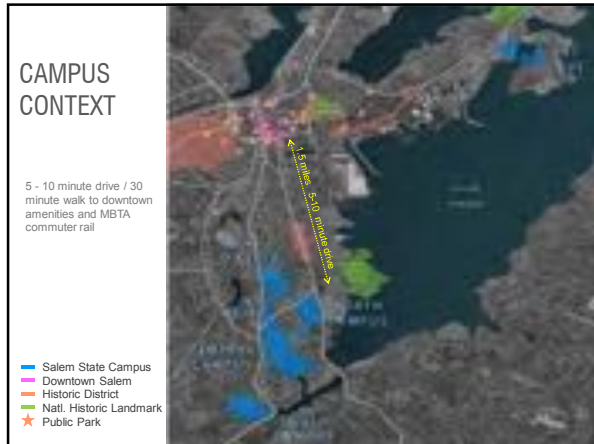 CAMPUS
CONTEXT
5 - 10 minute drive / 30
minute walk to downtown
amenities and MBTA
commuter rail
1.5 miles 5-10 minute drive
Salem State Campus
Downtown Salem
Historic District
Natl. Historic Landmark
Public Park